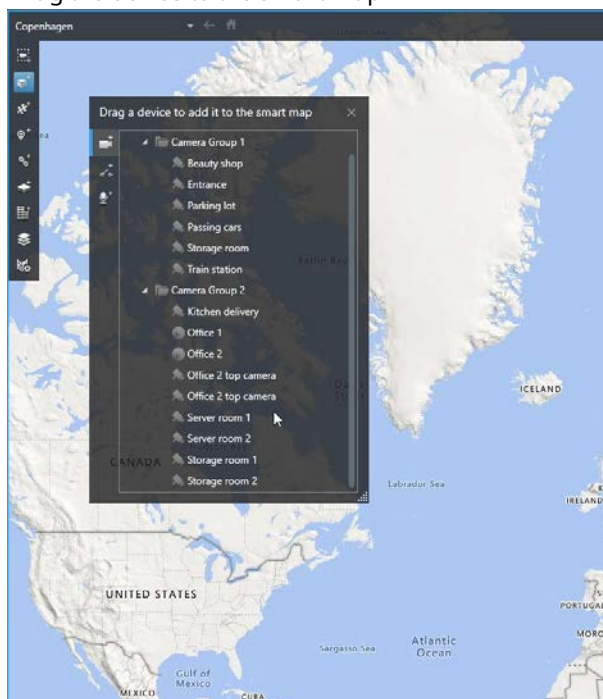 Copenhagen
Drag a device to add it to the smart map
Camera Group 1
Beauty shop
Entrance
Parking lot
Passing cars
Storage room
Train station
Camera Group 2
Kitchen delivery
Office 1
Office 2
Office 2 top camera
Office 2 top camera
Server room 1
Server room 2
Storage room 1
Storage room 2
Baffin Bay
ICELAND
CANADA
Labrador Sea
UNITED STATES
Sargasso Sea
Atlantic
Ocean
Gulf of
Mexico
MEXICO
CUBA